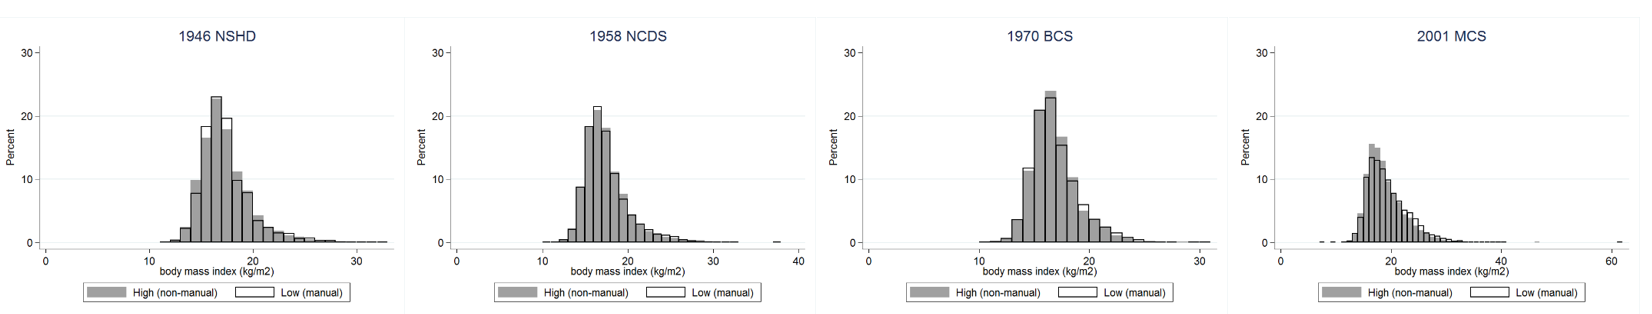 1946 NSHD
30
20
10
0
Percent
0 10 20 30
body mass index (kg/m2)
High (non-manual) Low (manual)
1958 NCDS
30
20
10
0
Percent
0 10 20 30 40
body mass index (kg/m2)
High (non-manual) Low (manual)
1970 BCS
30
20
10
0
Percent
0 10 20 30
body mass index (kg/m2)
High (non-manual) Low (manual)
2001 MCS
30
20
10
0
Percent
0 20 40 60
body mass index (kg/m2)
High (non-manual) Low (manual)